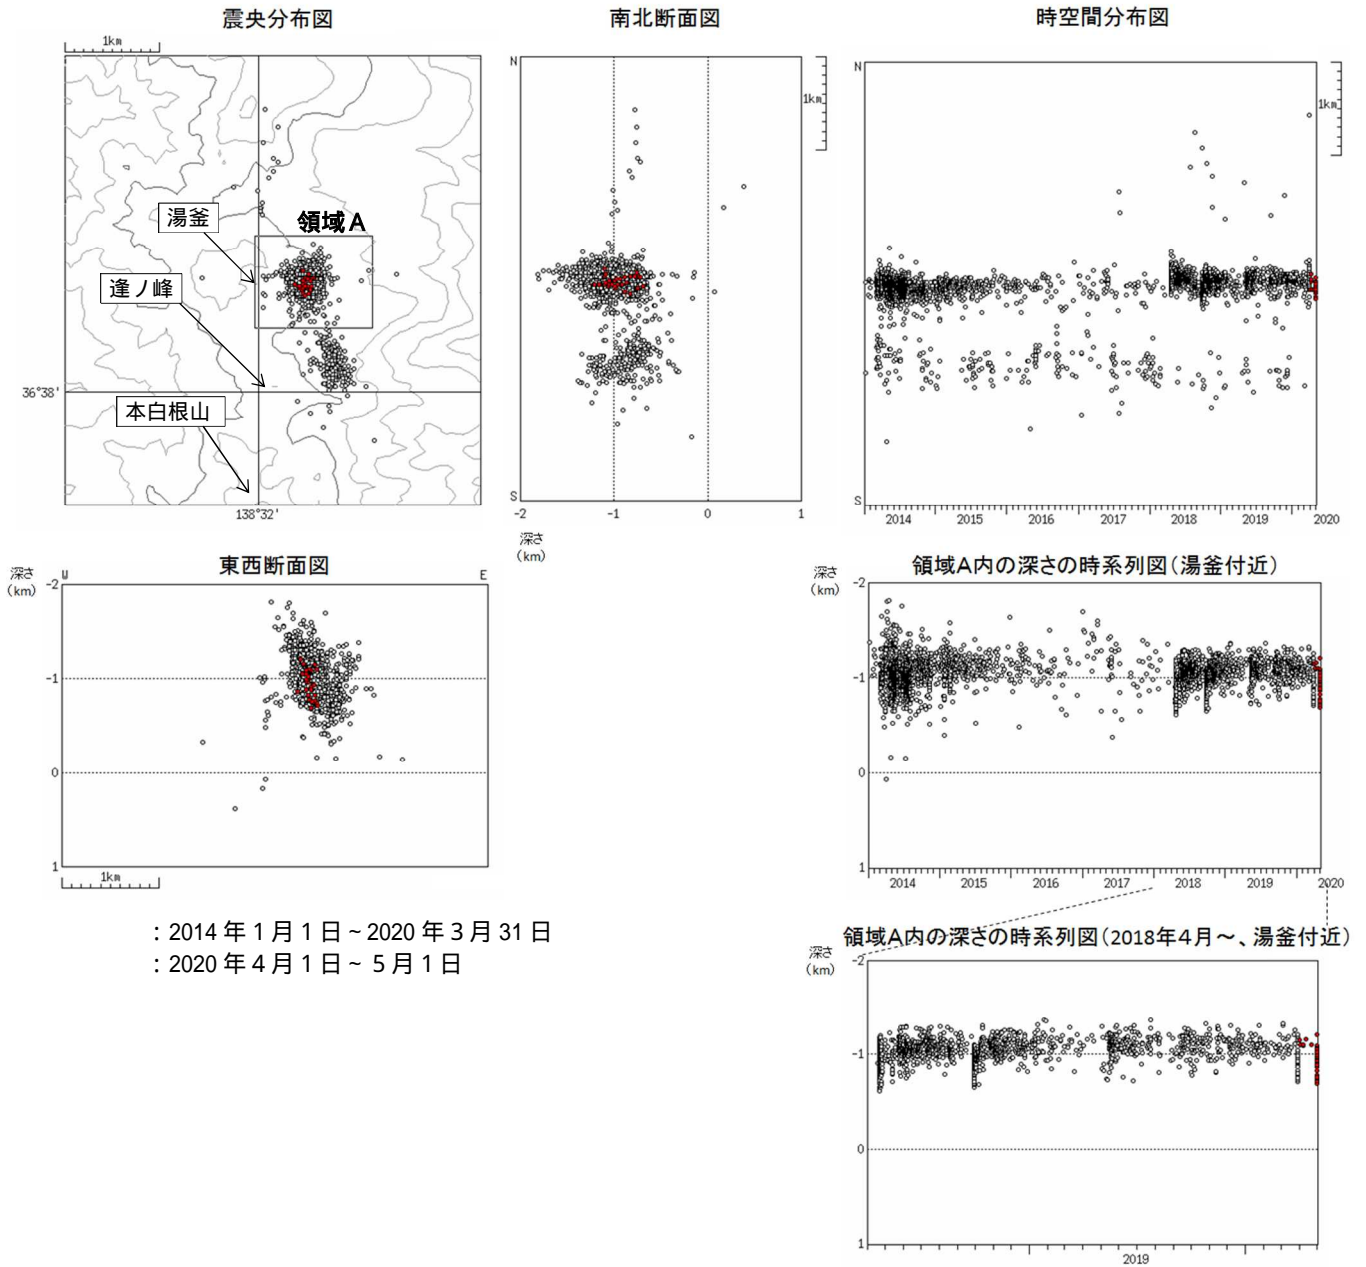 震央分布図
1km
湯釜
領域A
逢ノ峰
36°38'
本白根山
138°32'
南北断面図
N
1km
S
-2
-1
0
1
深さ
(km)
時空間分布図
N
1km
S
2014
2015
2016
2017
2018
2019
2020
東西断面図
深さ
(km)
W
E
-2
-1
0
1
1km
領域A内の深さの時系列図(湯釜付近)
深さ
(km)
-2
-1
0
1
2014
2015
2016
2017
2018
2019
2020
:2014年1月1日~2020年3月31日
:2020年4月1日~5月1日
領域A内の深さの時系列図(2018年4月~、湯釜付近)
深さ
(km)
-2
-1
0
1
2019